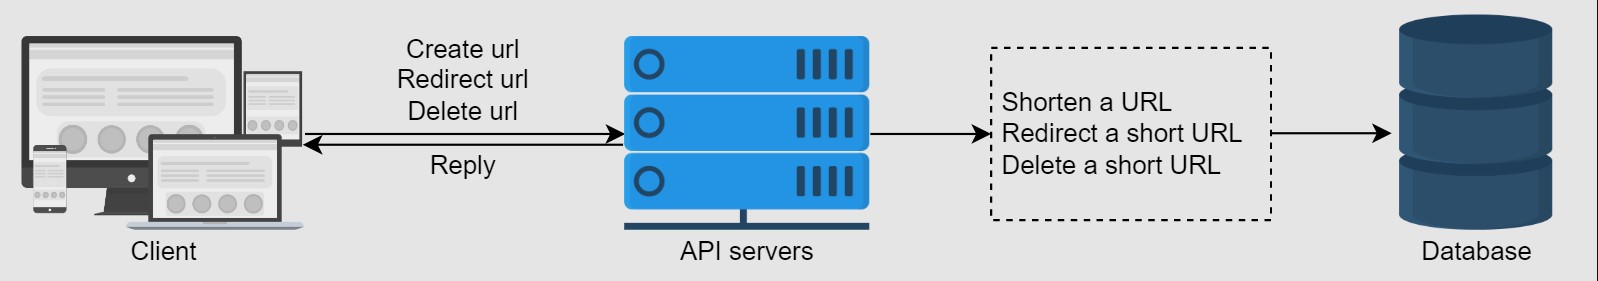 Create url
Redirect url
Delete url
Reply
Shorten a URL
Redirect a short URL
Delete a short URL
Client
API servers
Database